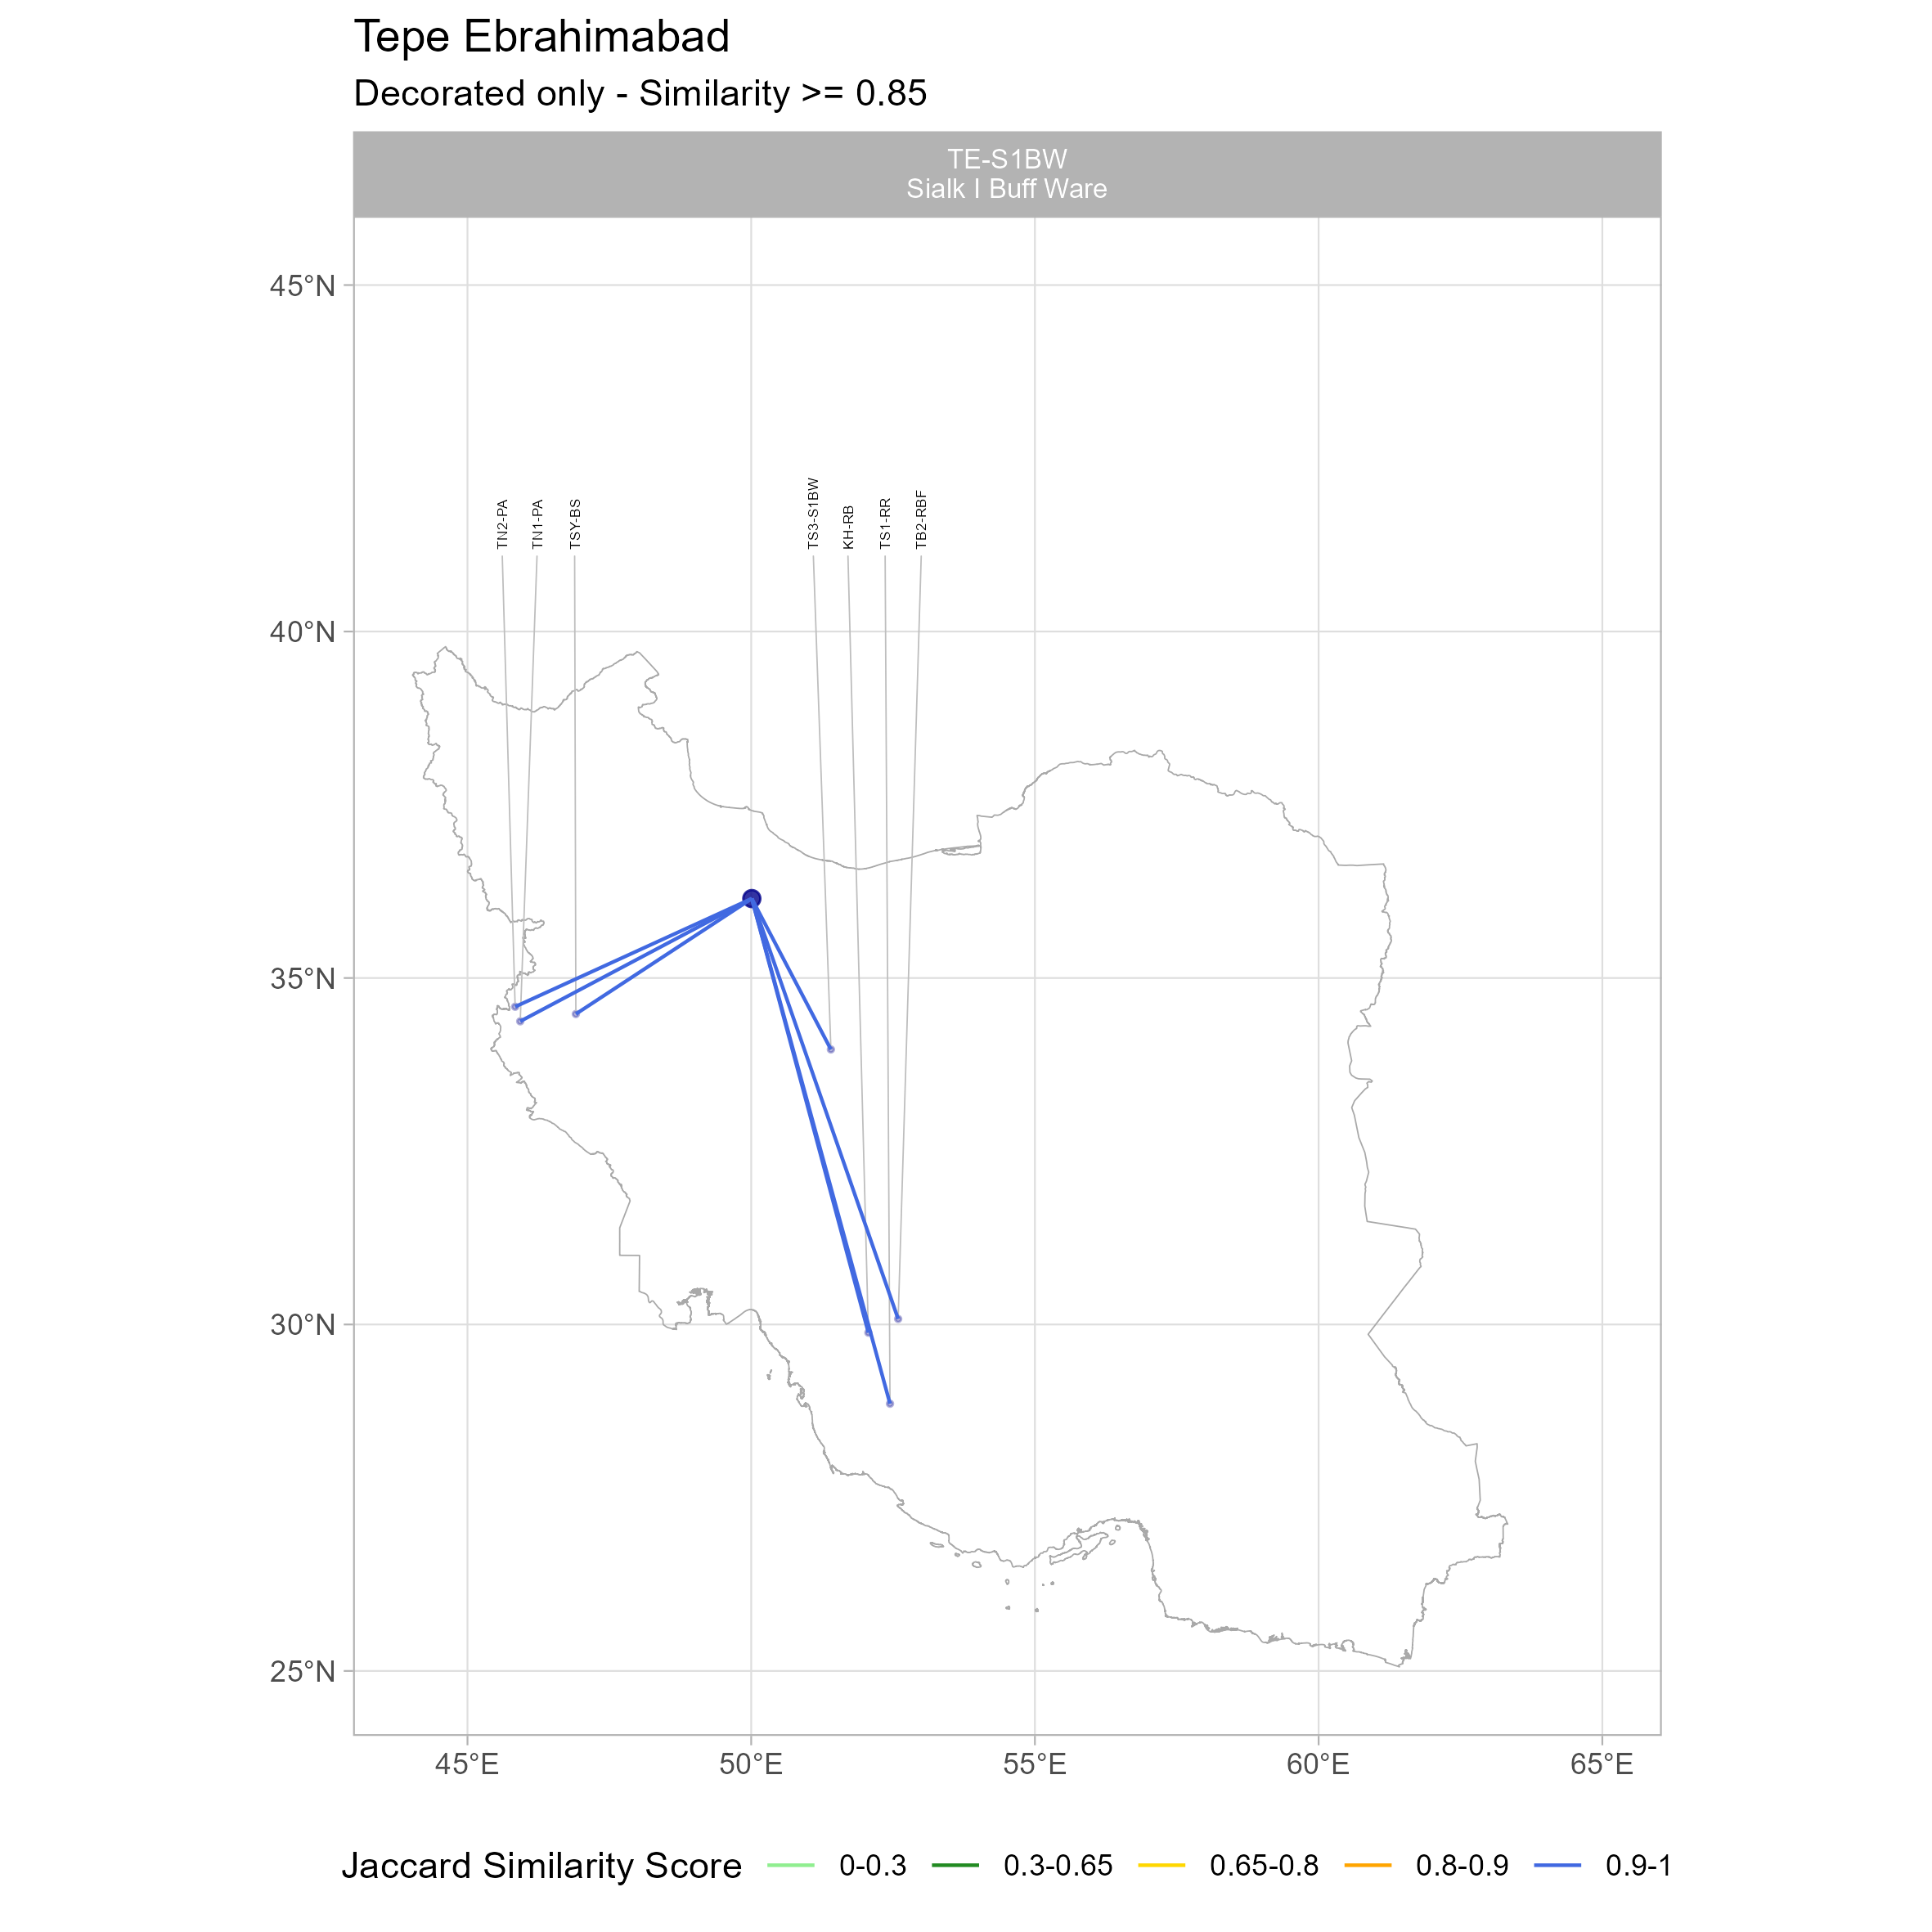 Tepe Ebrahimabad
Decorated only - Similarity >= 0.85
TE-S1BW
Sialk I Buff Ware
45°N
TN2-PA
TN1-PA
TSY-BS
TS3-S1BW
KH-RB
TS1-RR
TB2-RBF
40°N
35°N
30°N
25°N
45°E 50°E 55°E 60°E 65°E
Jaccard Similarity Score 0-0.3 0.3-0.65 0.65-0.8 0.8-0.9 0.9-1